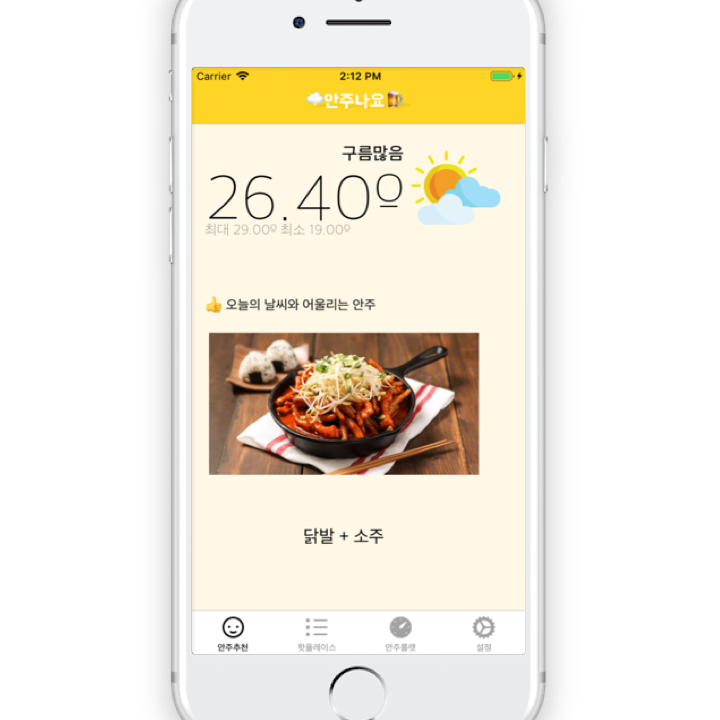 Carrier 2:12 PM
안주나요
구름많음
26.40º
최대 29.00º 최소 19.00º
오늘의 날씨와 어울리는 안주
닭발 + 소주
안주추천 핫플레이스 안주룰렛 설정